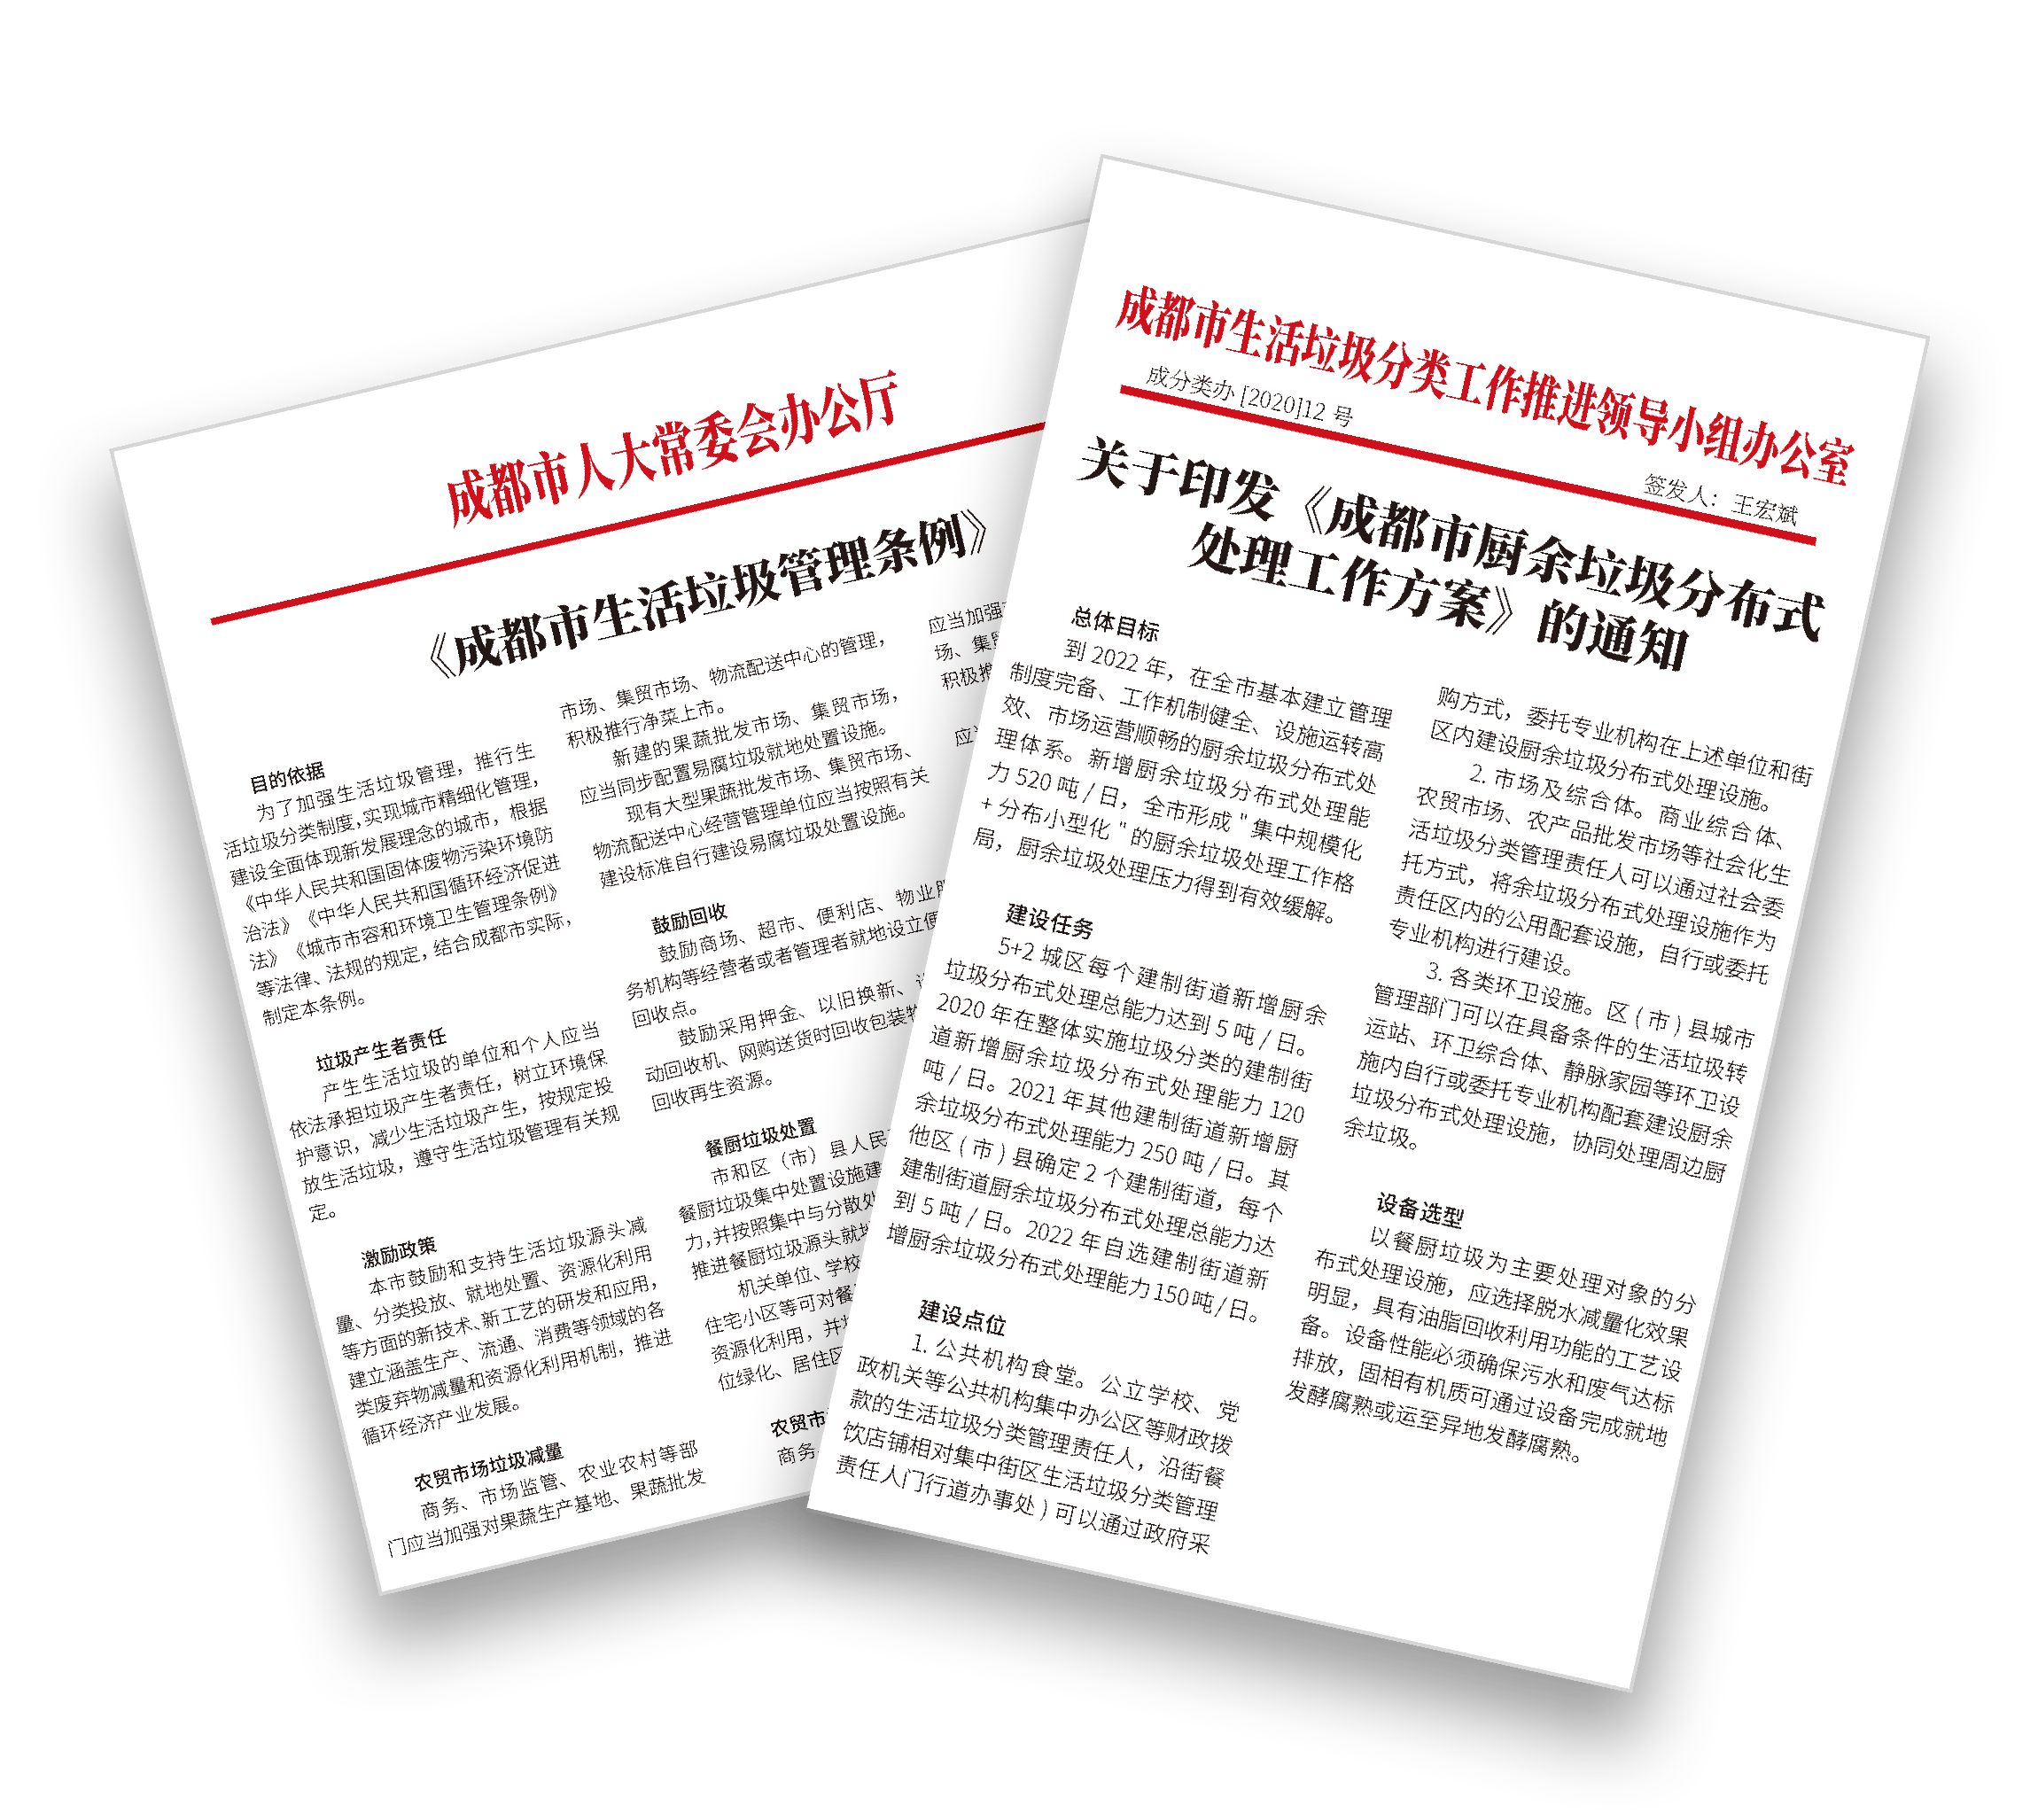 成都市人大常委会办公厅
《成都市生活垃圾管理条例》
目的依据
为了加强生活垃圾管理，推行生
活垃圾分类制度，实现城市精细化管理，
建设全面体现新发展理念的城市，根据
《中华人民共和国固体废物污染环境防
治法》《中华人民共和国循环经济促进
法》《城市市容和环境卫生管理条例》
等法律、法规的规定，结合成都市实际，
制定本条例。
垃圾产生者责任
产生生活垃圾的单位和个人应当
依法承担垃圾产生者责任，树立环境保
护意识，减少生活垃圾产生，按规定投
放生活垃圾，遵守生活垃圾管理有关规
定。
激励政策
本市鼓励和支持生活垃圾源头减
量、分类投放、就地处置、资源化利用
等方面的新技术、新工艺的研发和应用，
建立涵盖生产、流通、消费等领域的各
类废弃物减量和资源化利用机制，推进
循环经济产业发展。
农贸市场垃圾减量
商务、市场监管、农业农村等部
门应当加强对果蔬生产基地、果蔬批发
市场、集贸市场、物流配送中心的管理，
积极推行净菜上市。
新建的果蔬批发市场、集贸市场，
应当同步配置易腐垃圾就地处置设施。
现有大型果蔬批发市场、集贸市场、
物流配送中心经营管理单位应当按照有关
建设标准自行建设易腐垃圾处置设施。
鼓励回收
鼓励商场、超市、便利店、物业
务机构等经营者或者管理者就地设立便
回收点。
鼓励采用押金、以旧换新、
动回收机、网购送货时回收包装物
回收再生资源。
餐厨垃圾处置
市和区（市）县人民
餐厨垃圾集中处置设施建
力，并按照集中与分散处
推进餐厨垃圾源头就地
机关单位、学校
住宅小区等可对餐
资源化利用，并将
位绿化、居住区
农贸市
商务、
应当加强
场、集贸
积极推
应当
成都市生活垃圾分类工作推进领导小组办公室
成分类办 [2020]12 号
签发人：王宏斌
关于印发《成都市厨余垃圾分布式
处理工作方案》的通知
总体目标
到 2022 年，在全市基本建立管理
制度完备、工作机制健全、设施运转高
效、市场运营顺畅的厨余垃圾分布式处
理体系。新增厨余垃圾分布式处理能
力 520 吨 / 日，全市形成 " 集中规模化
+ 分布小型化 " 的厨余垃圾处理工作格
局，厨余垃圾处理压力得到有效缓解。
建设任务
5+2 城区每个建制街道新增厨余
垃圾分布式处理总能力达到 5 吨 / 日。
2020 年在整体实施垃圾分类的建制街
道新增厨余垃圾分布式处理能力 120
吨 / 日。2021 年其他建制街道新增厨
余垃圾分布式处理能力 250 吨 / 日。其
他区 ( 市 ) 县确定 2 个建制街道，每个
建制街道厨余垃圾分布式处理总能力达
到 5 吨 / 日。2022 年自选建制街道新
增厨余垃圾分布式处理能力 150 吨 / 日。
建设点位
1. 公共机构食堂。公立学校、党
政机关等公共机构集中办公区等财政拨
款的生活垃圾分类管理责任人，沿街餐
饮店铺相对集中街区生活垃圾分类管理
责任人门行道办事处 ) 可以通过政府采
购方式，委托专业机构在上述单位和街
区内建设厨余垃圾分布式处理设施。
2. 市场及综合体。商业综合体、
农贸市场、农产品批发市场等社会化生
活垃圾分类管理责任人可以通过社会委
托方式，将余垃圾分布式处理设施作为
责任区内的公用配套设施，自行或委托
专业机构进行建设。
3. 各类环卫设施。区 ( 市 ) 县城市
管理部门可以在具备条件的生活垃圾转
运站、环卫综合体、静脉家园等环卫设
施内自行或委托专业机构配套建设厨余
垃圾分布式处理设施，协同处理周边厨
余垃圾。
设备选型
以餐厨垃圾为主要处理对象的分
布式处理设施，应选择脱水减量化效果
明显，具有油脂回收利用功能的工艺设
备。设备性能必须确保污水和废气达标
排放，固相有机质可通过设备完成就地
发酵腐熟或运至异地发酵腐熟。